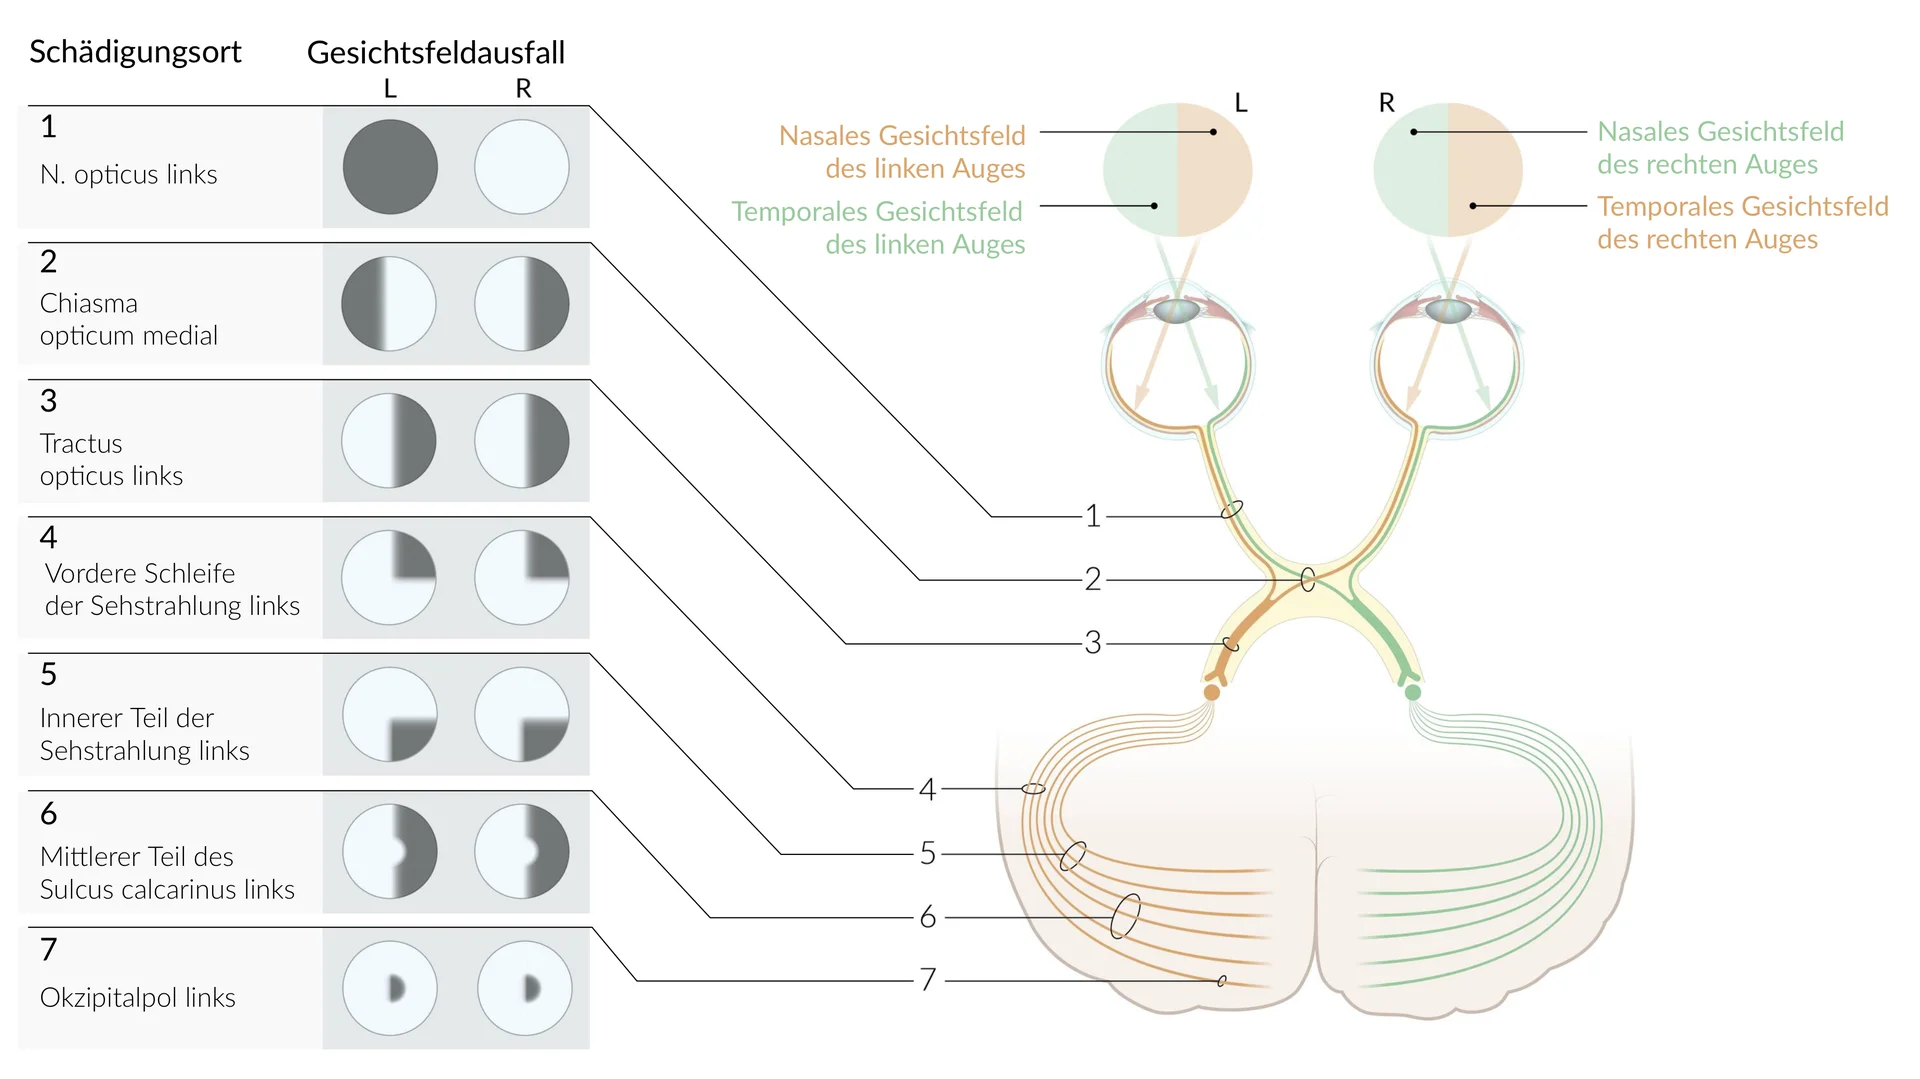 Schädigungsort
Gesichtsfeldausfall
L
R
1
N. opticus links
2
Chiasma
opticum medial
3
Tractus
opticus links
4
Vordere Schleife
der Sehstrahlung links
5
Innerer Teil der
Sehstrahlung links
6
Mittlerer Teil des
Sulcus calcarinus links
7
Okzipitalpol links
L
R
Nasales Gesichtsfeld
des linken Auges
Temporales Gesichtsfeld
des linken Auges
Nasales Gesichtsfeld
des rechten Auges
Temporales Gesichtsfeld
des rechten Auges
1
2
3
4
5
6
7